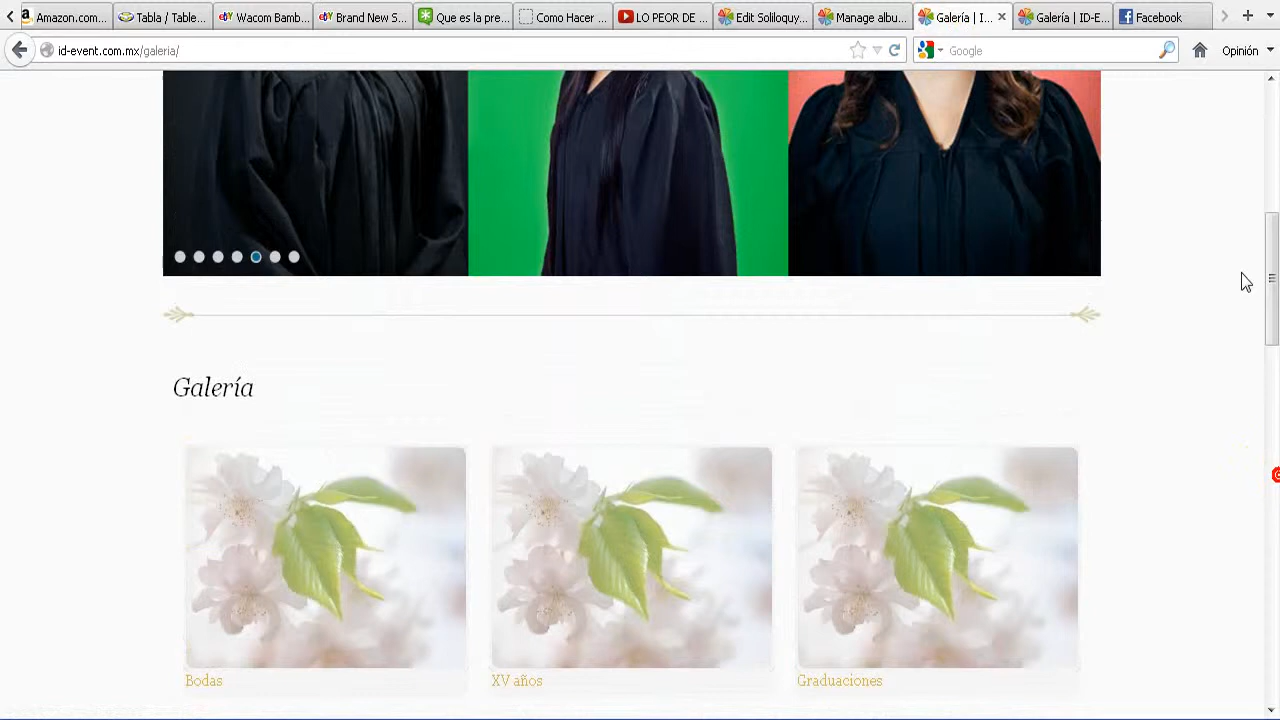 Amazon.com...
Tabla / Table...
Wacom Bamb...
Brand New S...
Qué es la pre...
Como Hacer ...
LO PEOR DE ...
Edit Soliloquy...
Manage albu...
Galería | I...
Galería | ID-E...
Facebook
id-event.com.mx/galeria/
Google
Opinión
Galería
Bodas
XV años
Graduaciones